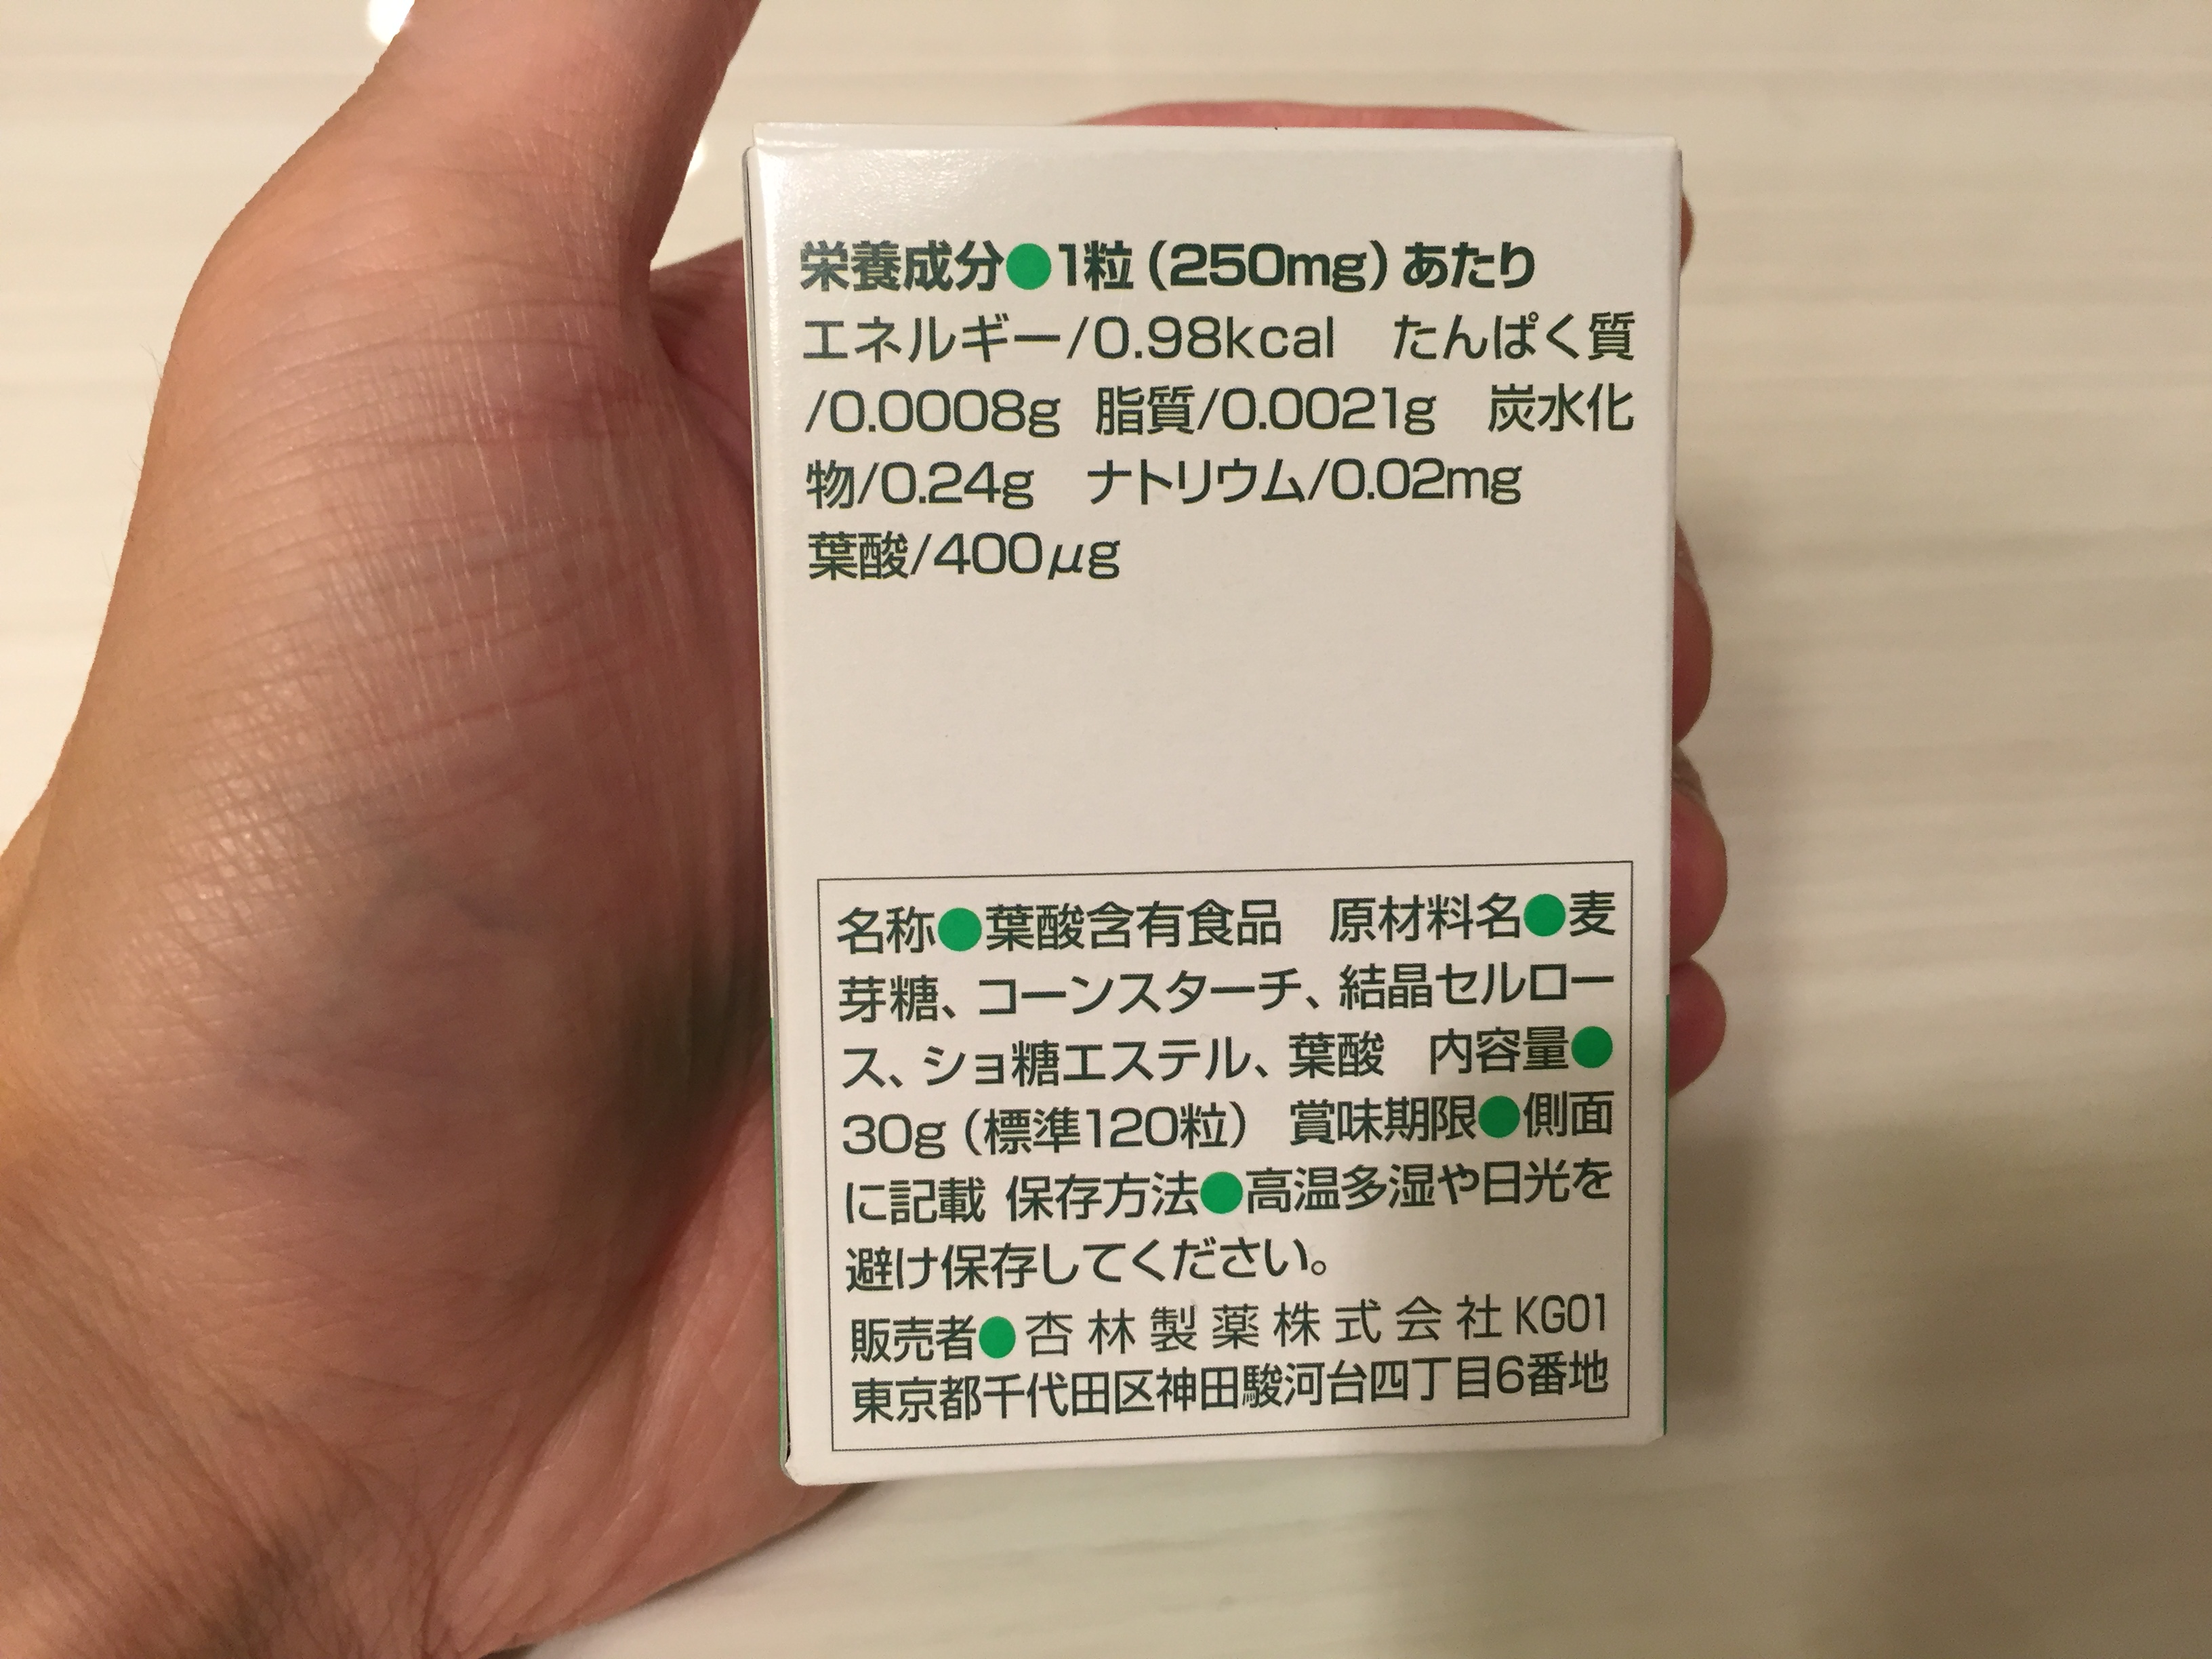 栄養成分●1粒(250mg)あたり
エネルギー/0.98kcal　たんぱく質
/0.0008g 脂質/0.0021g　炭水化
物/0.24g　ナトリウム/0.02mg
葉酸/400μg
名称●葉酸含有食品　原材料名●麦
芽糖、コーンスターチ、結晶セルロー
ス、ショ糖エステル、葉酸　内容量●
30g(標準120粒)　賞味期限●側面
に記載 保存方法●高温多湿や日光を
避け保存してください。
販売者●杏林製薬株式会社KG01
東京都千代田区神田駿河台四丁目6番地